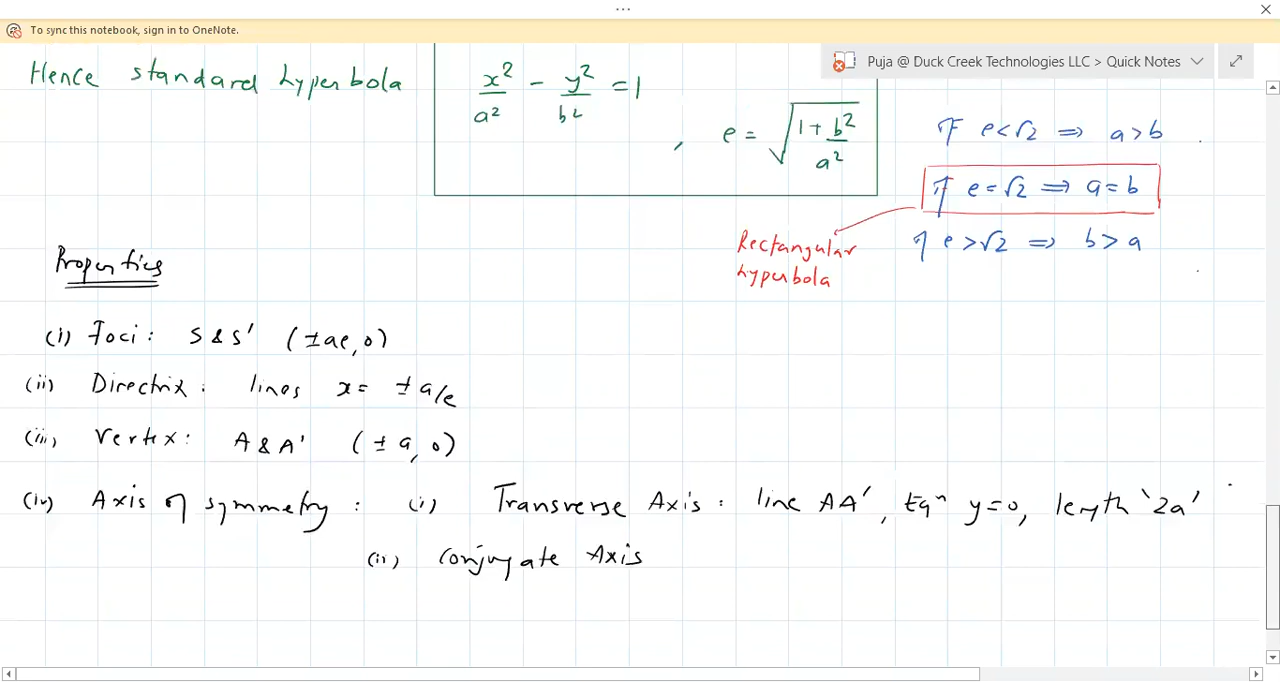 ...
To sync this notebook, sign in to OneNote.
Puja @ Duck Creek Technologies LLC > Quick Notes
Hence standard hyperbola x²/a² - y²/b² = 1 , e = √(1 + b²/a²)
If e < √2 ⟹ a > b
If e = √2 ⟹ a = b
If e > √2 ⟹ b > a
Rectangular
hyperbola
Properties
(i) Foci : S & S' (± ae, 0)
(ii) Directrix : lines x = ± a/e
(iii) Vertex : A & A' (± a, 0)
(iv) Axis of symmetry : (i) Transverse Axis : line AA', Eqⁿ y = 0, length '2a'
(ii) Conjugate Axis